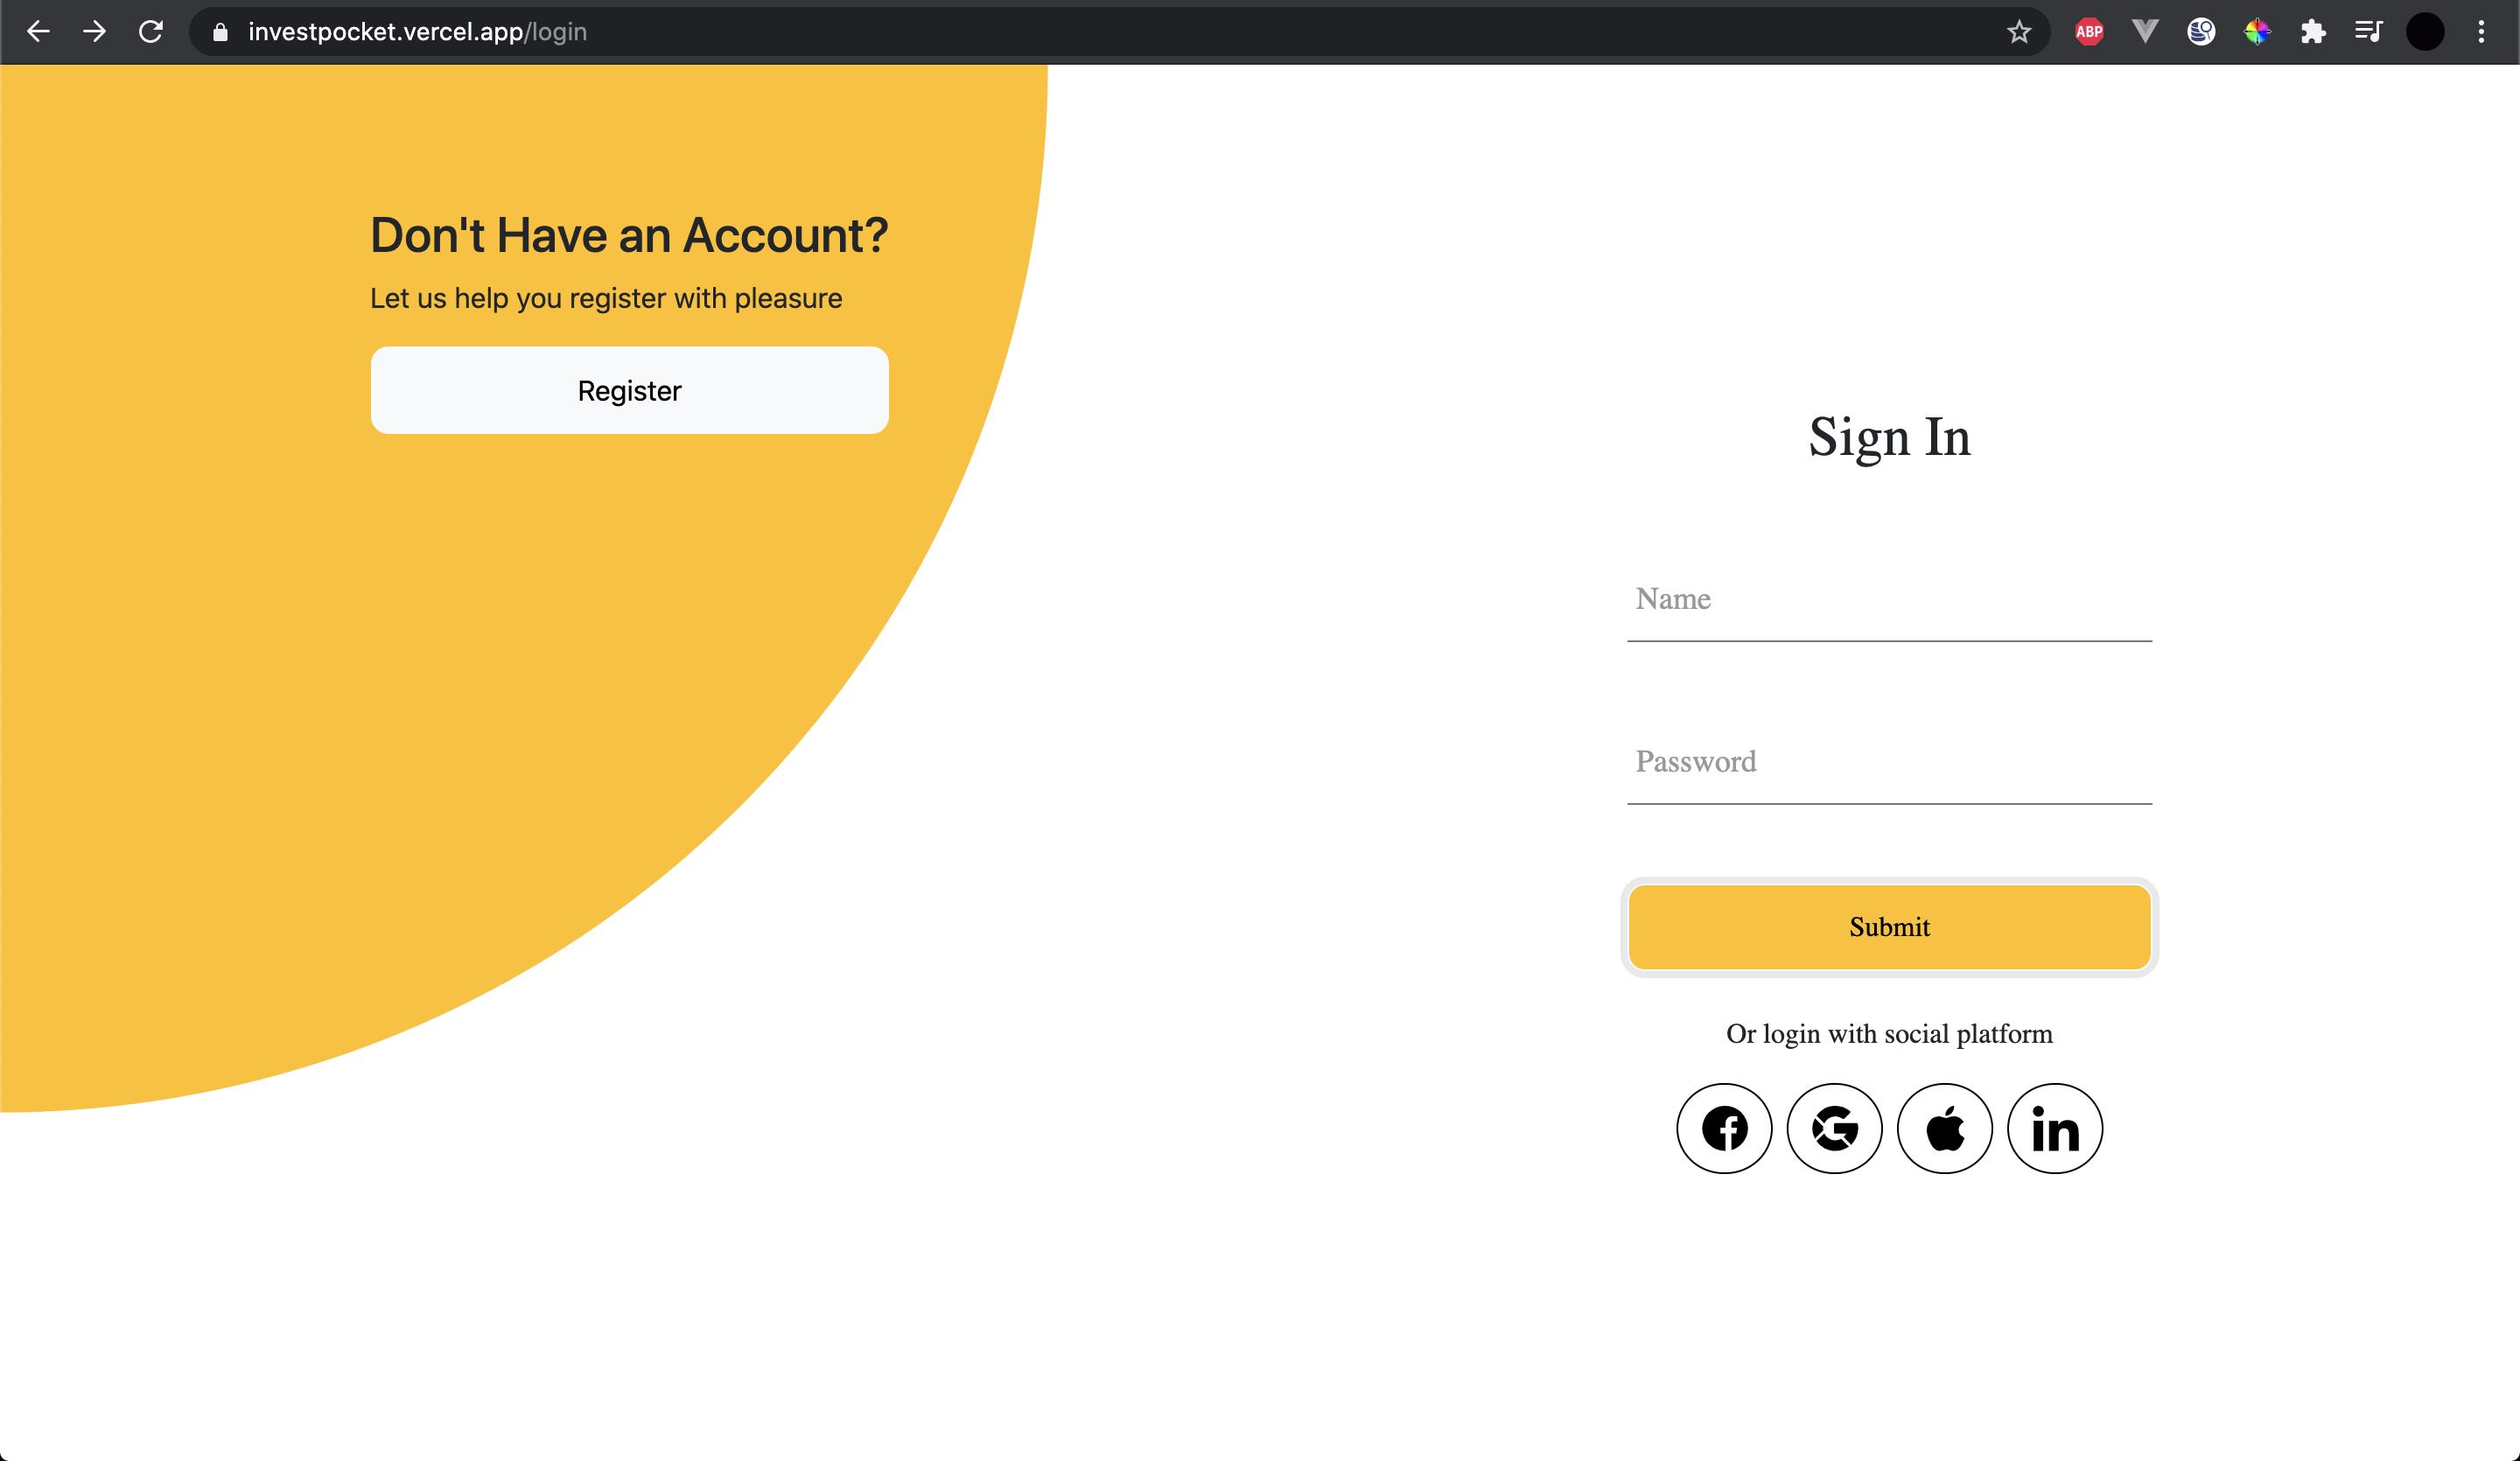 investpocket.vercel.app/login
ABP
Don't Have an Account?
Let us help you register with pleasure
Register
Sign In
Name
Password
Submit
Or login with social platform